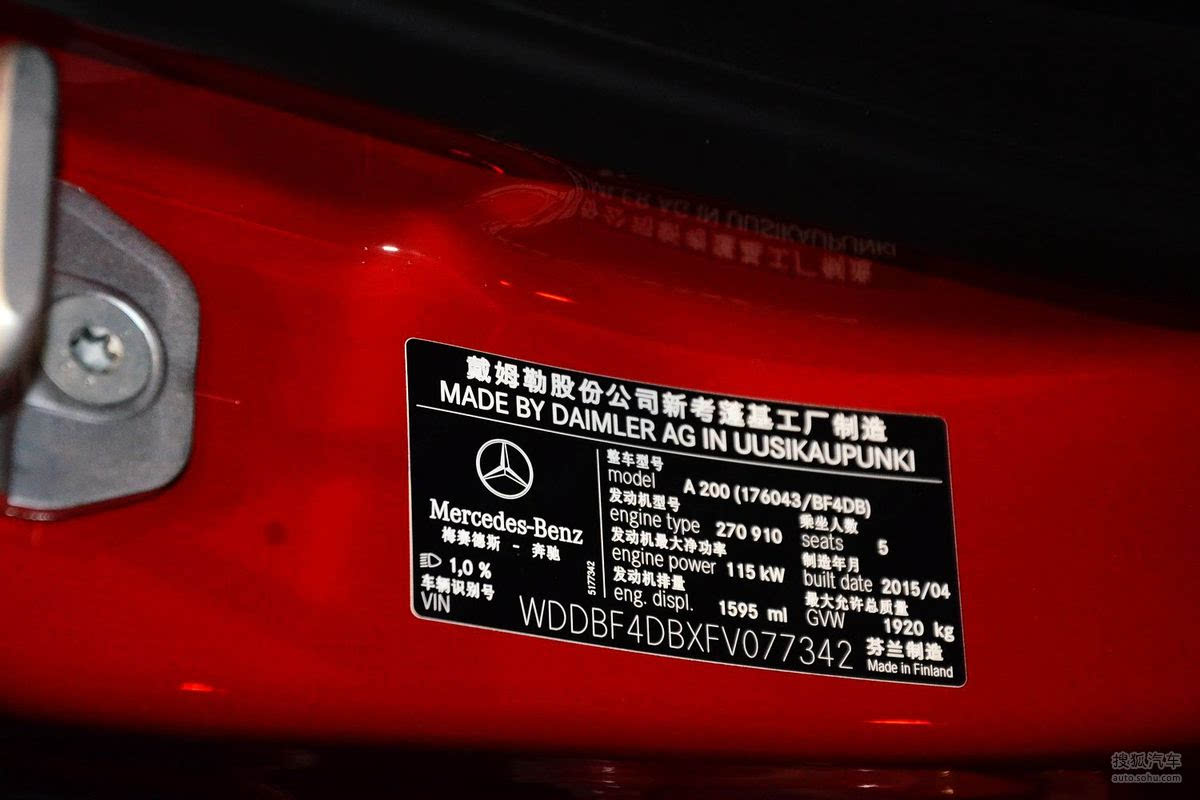 戴姆勒股份公司新考蓬基工厂制造
MADE BY DAIMLER AG IN UUSIKAUPUNKI
Mercedes-Benz
梅赛德斯 - 奔驰
1,0 %
5177342
整车型号
model A 200 (176043/BF4DB)
发动机型号
engine type 270 910
乘坐人数
seats 5
发动机最大净功率
engine power 115 kW
制造年月
built date 2015/04
发动机排量
eng. displ. 1595 ml
最大允许总质量
GVW 1920 kg
车辆识别号
VIN WDDBF4DBXFV077342
芬兰制造
Made in Finland
搜狐汽车
auto.sohu.com